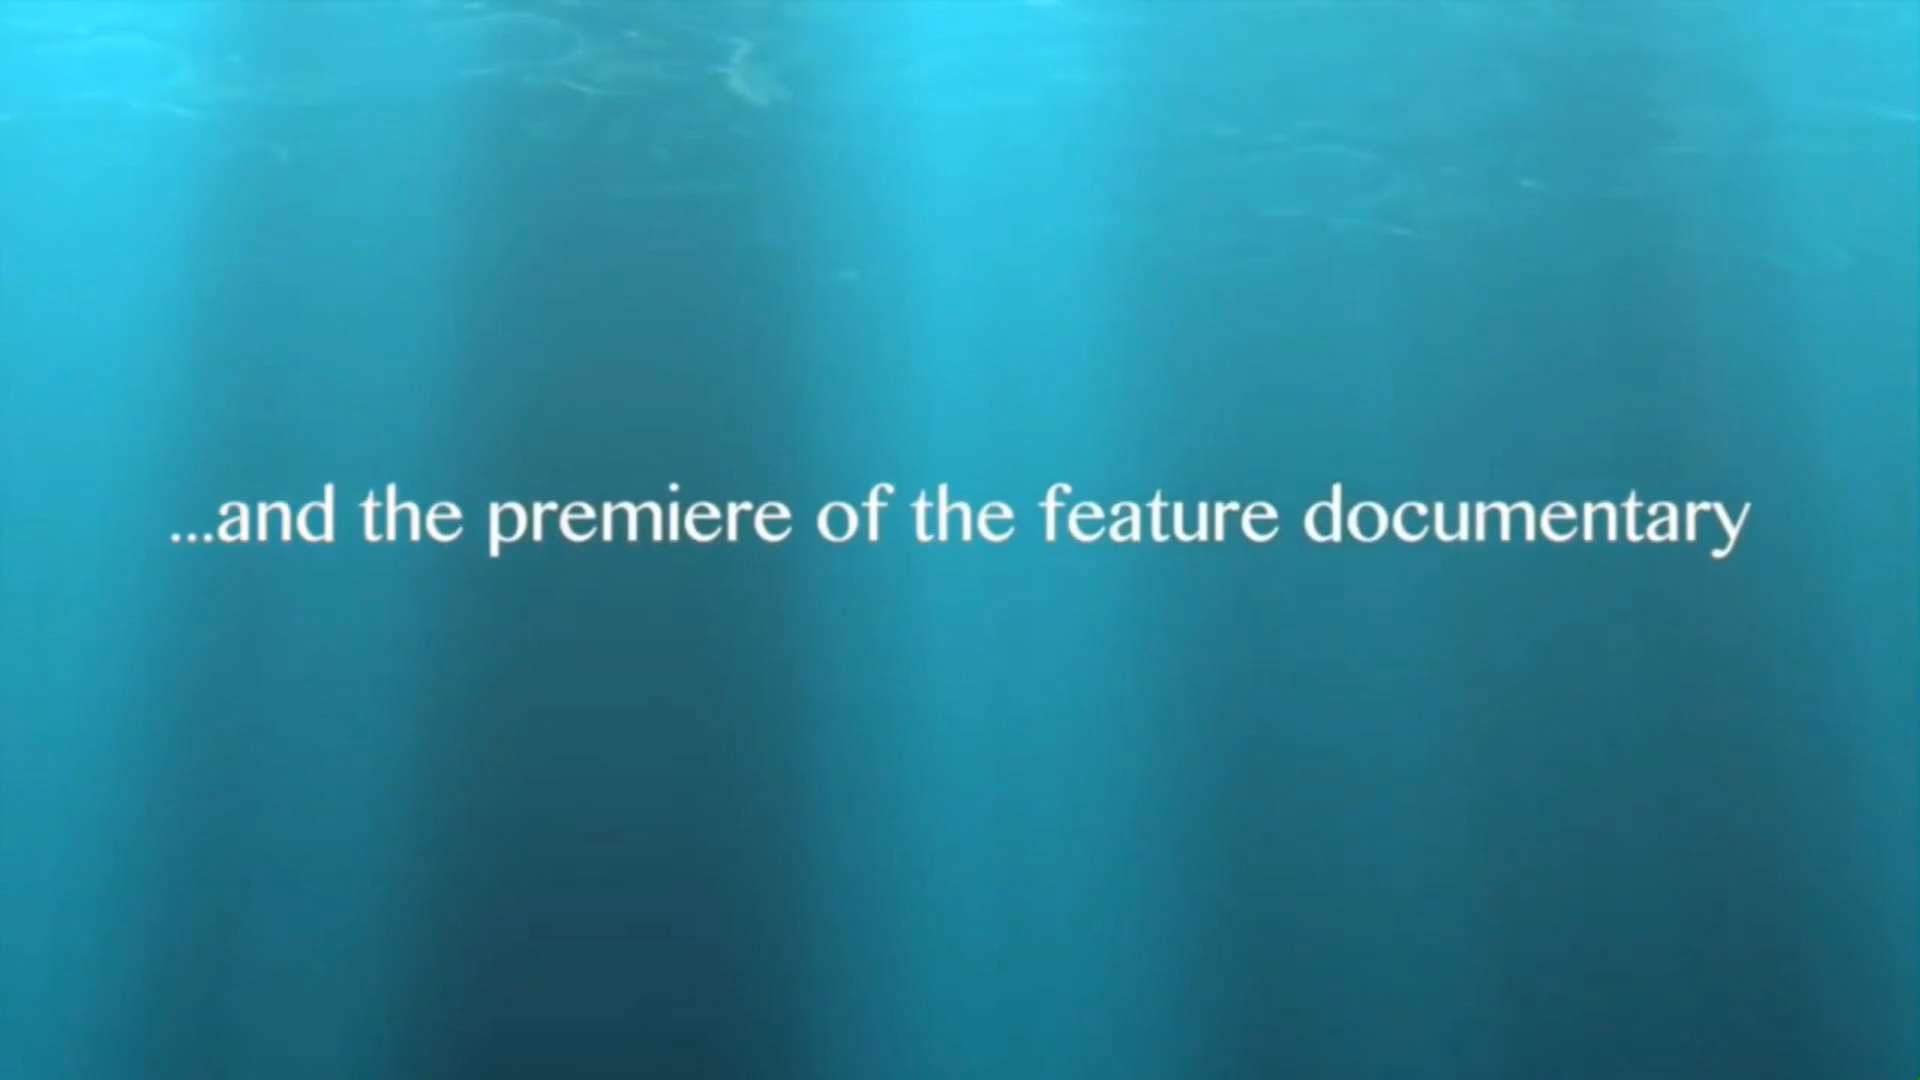 ...and the premiere of the feature documentary